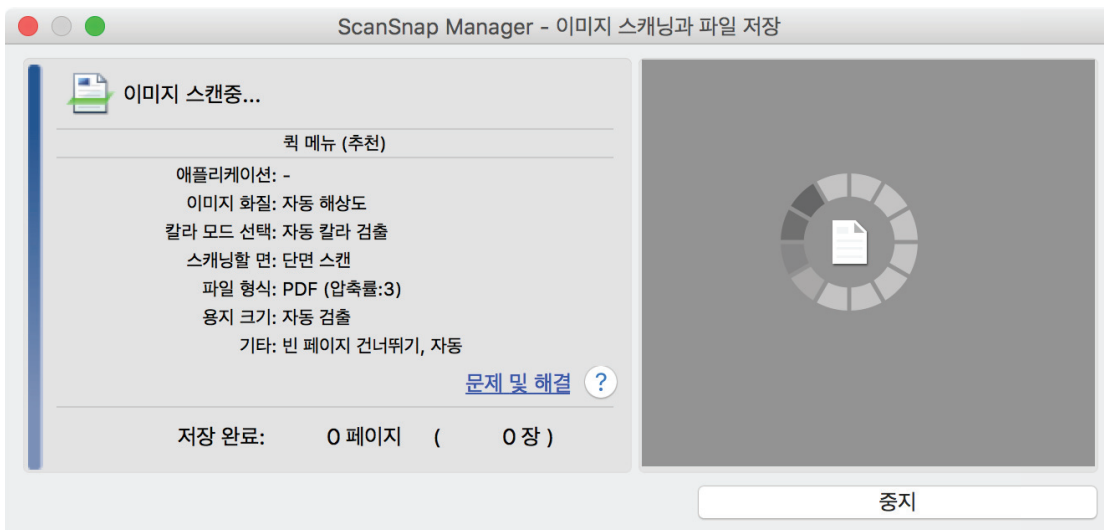 ScanSnap Manager - 이미지 스캐닝과 파일 저장
이미지 스캔중...
퀵 메뉴 (추천)
애플리케이션: -
이미지 화질: 자동 해상도
칼라 모드 선택: 자동 칼라 검출
스캐닝할 면: 단면 스캔
파일 형식: PDF (압축률:3)
용지 크기: 자동 검출
기타: 빈 페이지 건너뛰기, 자동
문제 및 해결 ?
저장 완료: 0 페이지 ( 0 장 )
중지